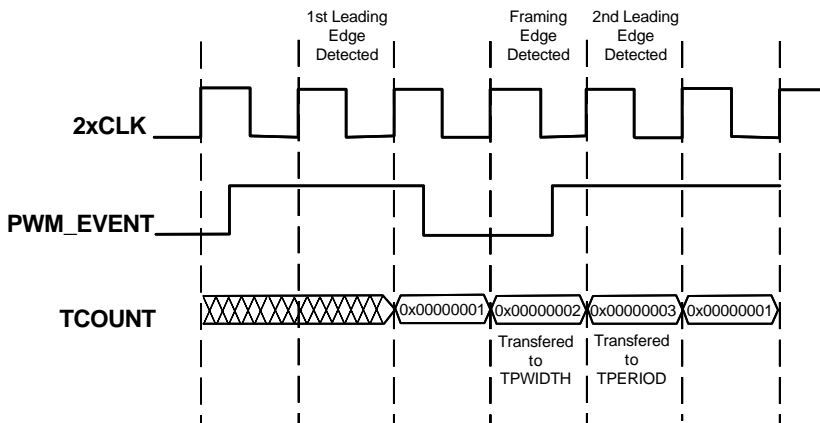 1st Leading
Edge
Detected
Framing
Edge
Detected
2nd Leading
Edge
Detected
2xCLK
PWM_EVENT
TCOUNT
0x00000001
0x00000002
0x00000003
0x00000001
Transfered
to
TPWIDTH
Transfered
to
TPERIOD